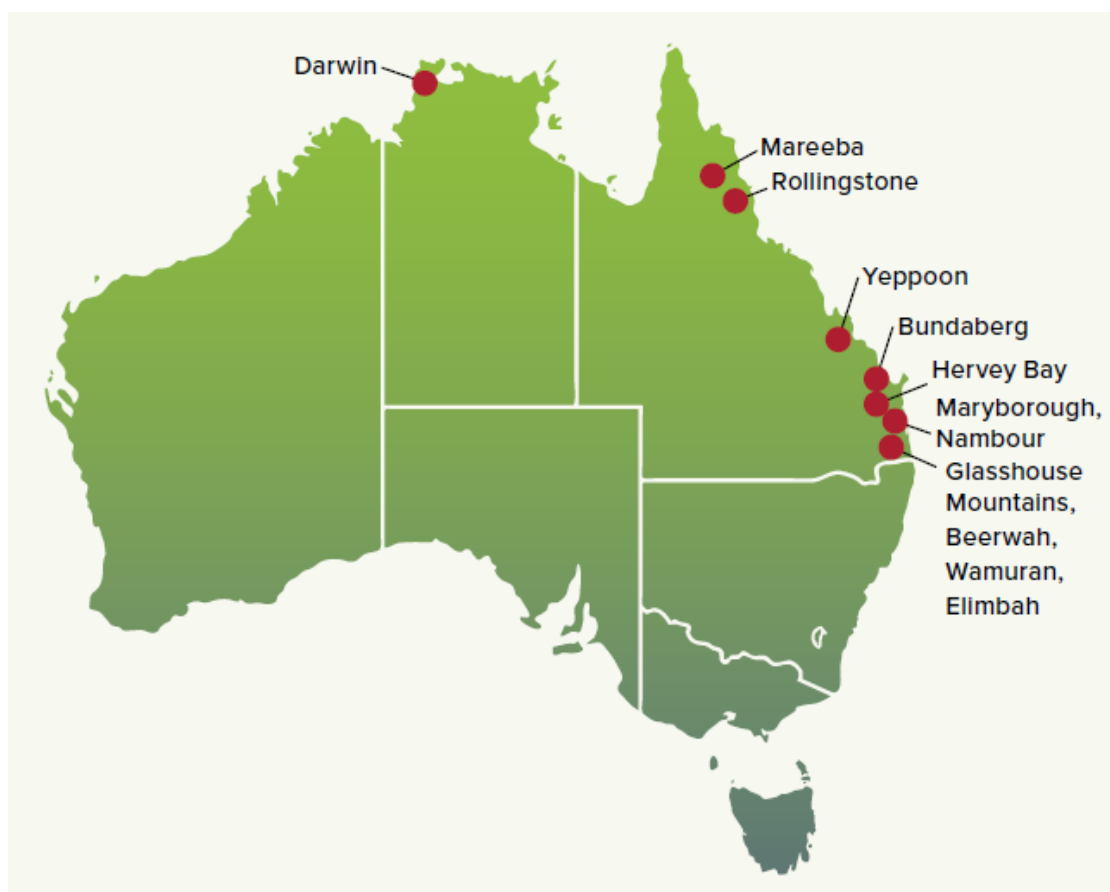 Darwin
Mareeba
Rollingstone
Yeppoon
Bundaberg
Hervey Bay
Maryborough,
Nambour
Glasshouse
Mountains,
Beerwah,
Wamuran,
Elimbah